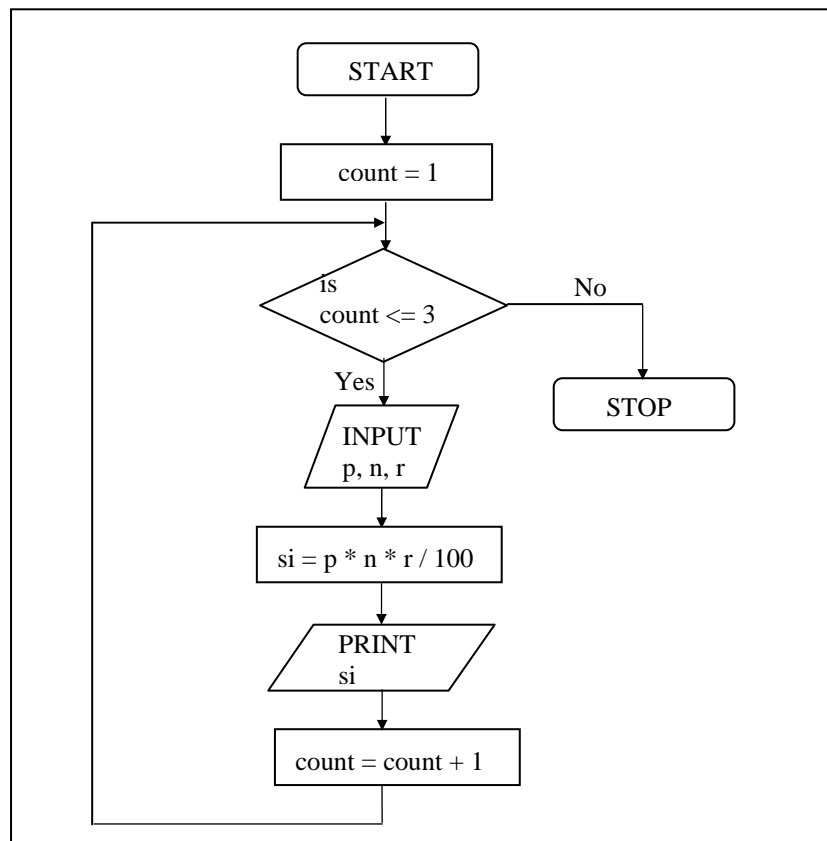 START
count = 1
is
count <= 3
No
Yes
STOP
INPUT
p, n, r
si = p * n * r / 100
PRINT
si
count = count + 1